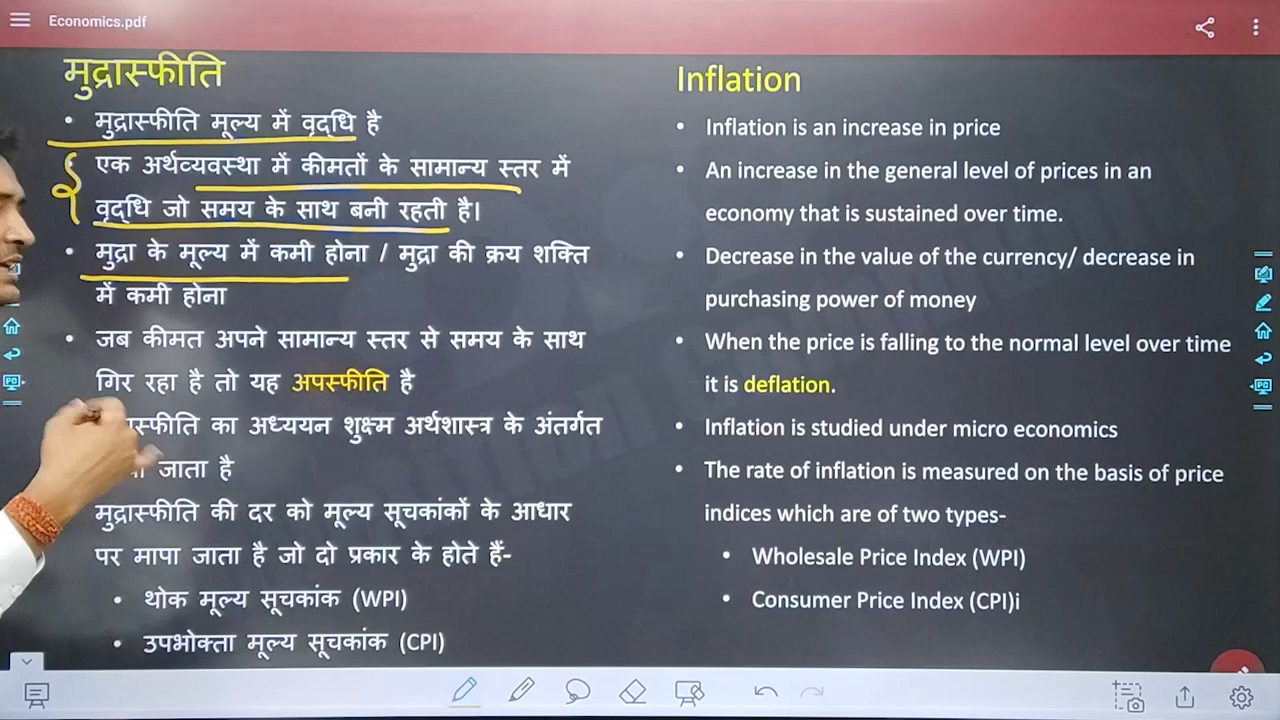 Economics.pdf
मुद्रास्फीति
• मुद्रास्फीति मूल्य में वृद्धि है
एक अर्थव्यवस्था में कीमतों के सामान्य स्तर में
वृद्धि जो समय के साथ बनी रहती है।
• मुद्रा के मूल्य में कमी होना / मुद्रा की क्रय शक्ति
में कमी होना
• जब कीमत अपने सामान्य स्तर से समय के साथ
गिर रहा है तो यह अपस्फीति है
का अध्ययन शुक्ष्म अर्थशास्त्र के अंतर्गत
जाता है
मुद्रास्फीति की दर को मूल्य सूचकांकों के आधार
पर मापा जाता है जो दो प्रकार के होते हैं-
• थोक मूल्य सूचकांक (WPI)
• उपभोक्ता मूल्य सूचकांक (CPI)
Inflation
• Inflation is an increase in price
• An increase in the general level of prices in an
economy that is sustained over time.
• Decrease in the value of the currency/ decrease in
purchasing power of money
• When the price is falling to the normal level over time
it is deflation.
• Inflation is studied under micro economics
• The rate of inflation is measured on the basis of price
indices which are of two types-
• Wholesale Price Index (WPI)
• Consumer Price Index (CPI)i